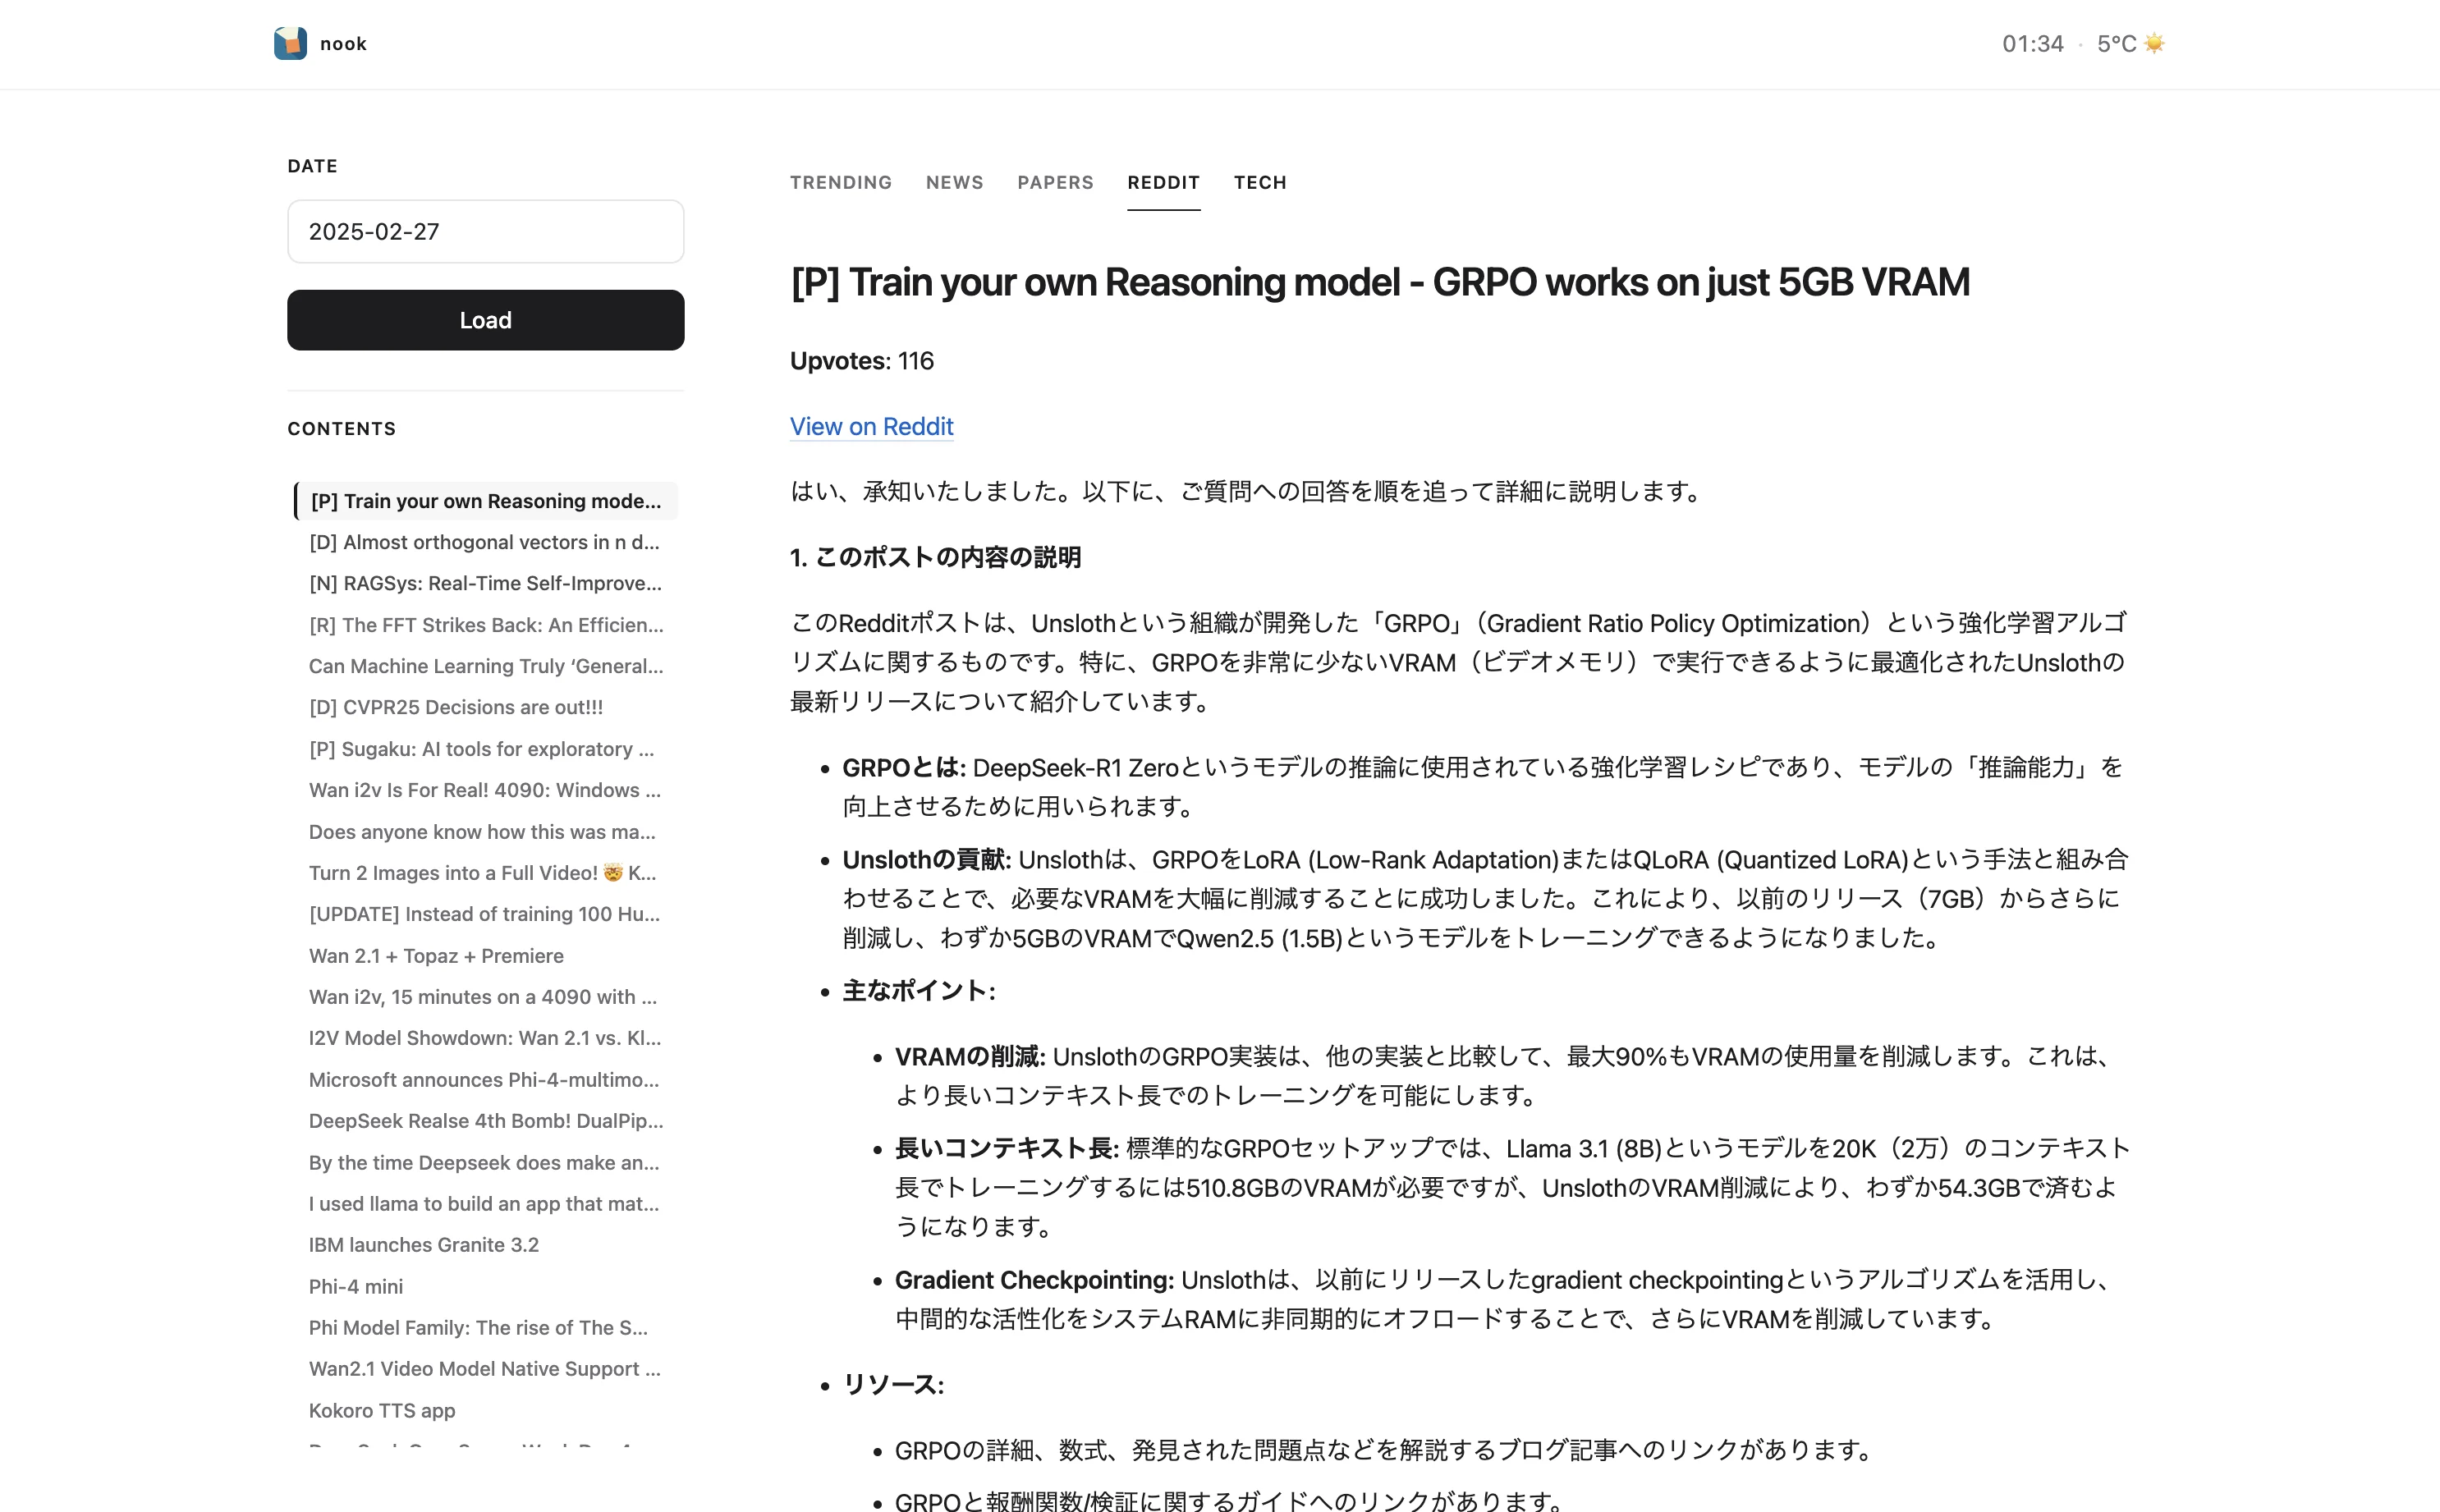 nook
01:34 · 5°C ☀️
DATE
2025-02-27
Load
CONTENTS
[P] Train your own Reasoning mode...
[D] Almost orthogonal vectors in n d...
[N] RAGSys: Real-Time Self-Improve...
[R] The FFT Strikes Back: An Efficien...
Can Machine Learning Truly ‘General...
[D] CVPR25 Decisions are out!!!
[P] Sugaku: AI tools for exploratory ...
Wan i2v Is For Real! 4090: Windows ...
Does anyone know how this was ma...
Turn 2 Images into a Full Video! 🤯 K...
[UPDATE] Instead of training 100 Hu...
Wan 2.1 + Topaz + Premiere
Wan i2v, 15 minutes on a 4090 with ...
I2V Model Showdown: Wan 2.1 vs. Kl...
Microsoft announces Phi-4-multimo...
DeepSeek Realse 4th Bomb! DualPip...
By the time Deepseek does make an...
I used llama to build an app that mat...
IBM launches Granite 3.2
Phi-4 mini
Phi Model Family: The rise of The S...
Wan2.1 Video Model Native Support ...
Kokoro TTS app
TRENDING NEWS PAPERS REDDIT TECH
[P] Train your own Reasoning model - GRPO works on just 5GB VRAM
Upvotes: 116
View on Reddit
はい、承知いたしました。以下に、ご質問への回答を順を追って詳細に説明します。
1. このポストの内容の説明
このRedditポストは、Unslothという組織が開発した「GRPO」（Gradient Ratio Policy Optimization）という強化学習アルゴ
リズムに関するものです。特に、GRPOを非常に少ないVRAM（ビデオメモリ）で実行できるように最適化されたUnslothの
最新リリースについて紹介しています。
• GRPOとは: DeepSeek-R1 Zeroというモデルの推論に使用されている強化学習レシピであり、モデルの「推論能力」を
向上させるために用いられます。
• Unslothの貢献: Unslothは、GRPOをLoRA (Low-Rank Adaptation)またはQLoRA (Quantized LoRA)という手法と組み合
わせることで、必要なVRAMを大幅に削減することに成功しました。これにより、以前のリリース（7GB）からさらに
削減し、わずか5GBのVRAMでQwen2.5 (1.5B)というモデルをトレーニングできるようになりました。
• 主なポイント:
• VRAMの削減: UnslothのGRPO実装は、他の実装と比較して、最大90%もVRAMの使用量を削減します。これは、
より長いコンテキスト長でのトレーニングを可能にします。
• 長いコンテキスト長: 標準的なGRPOセットアップでは、Llama 3.1 (8B)というモデルを20K（2万）のコンテキスト
長でトレーニングするには510.8GBのVRAMが必要ですが、UnslothのVRAM削減により、わずか54.3GBで済むよ
うになります。
• Gradient Checkpointing: Unslothは、以前にリリースしたgradient checkpointingというアルゴリズムを活用し、
中間的な活性化をシステムRAMに非同期的にオフロードすることで、さらにVRAMを削減しています。
• リソース:
• GRPOの詳細、数式、発見された問題点などを解説するブログ記事へのリンクがあります。
• GRPOと報酬関数/検証に関するガイドへのリンクがあります。